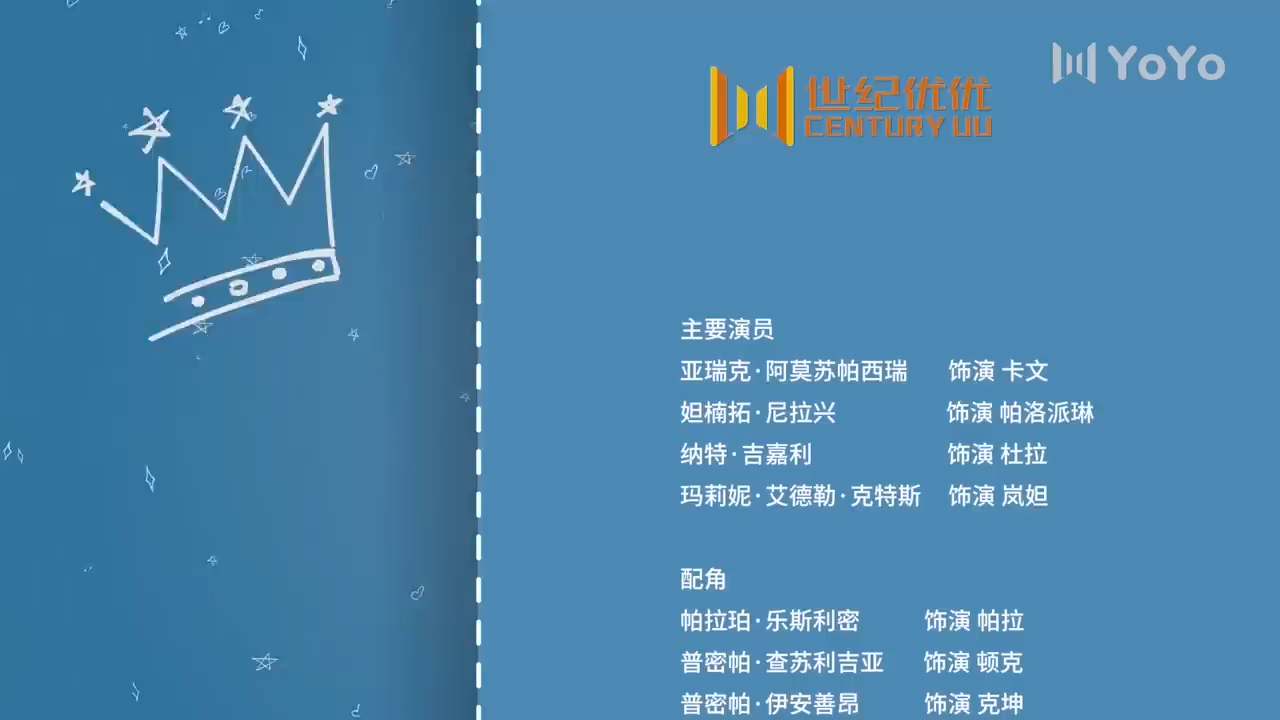 YoYo
世纪优优
CENTURY UU
主要演员
亚瑞克·阿莫苏帕西瑞 饰演 卡文
妲楠拓·尼拉兴 饰演 帕洛派琳
纳特·吉嘉利 饰演 杜拉
玛莉妮·艾德勒·克特斯 饰演 岚妲
配角
帕拉珀·乐斯利密 饰演 帕拉
普密帕·查苏利吉亚 饰演 顿克
普密帕·伊安善昂 饰演 克坤